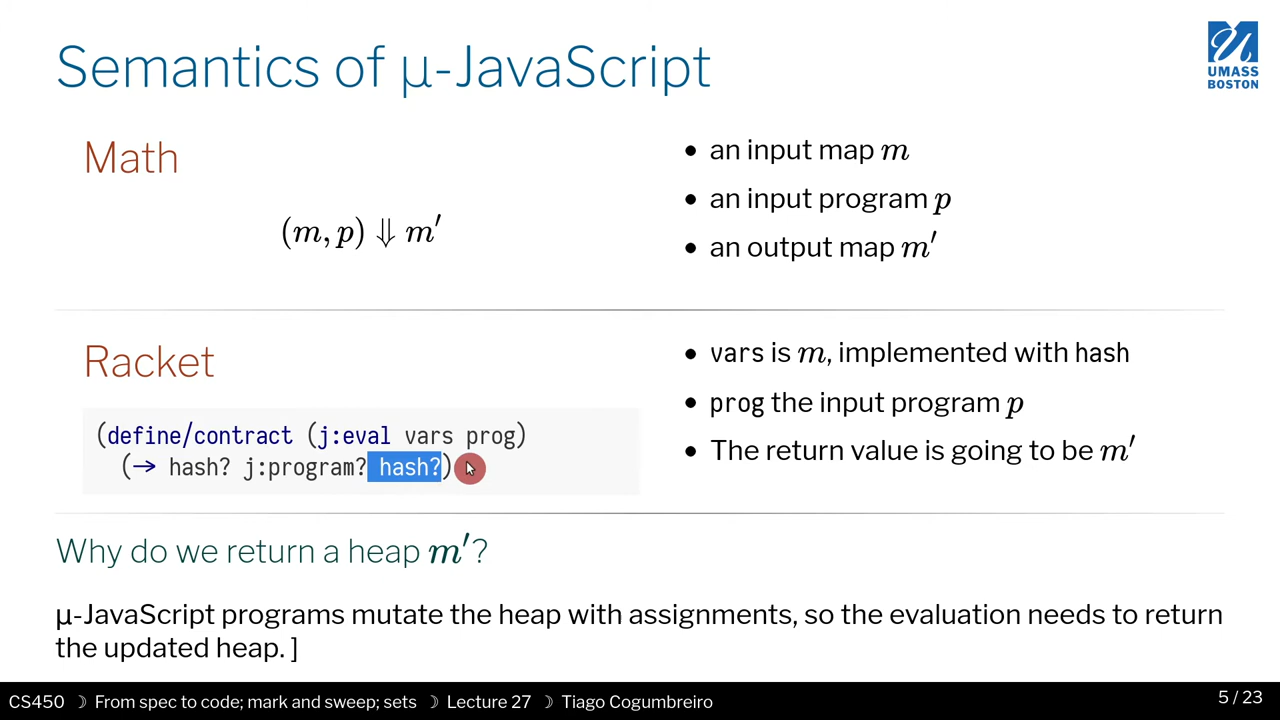 Semantics of μ-JavaScript
UMASS
BOSTON
Math
(m, p) ⇓ m′
• an input map m
• an input program p
• an output map m′
Racket
(define/contract (j:eval vars prog)
(→ hash? j:program? hash?)
• vars is m, implemented with hash
• prog the input program p
• The return value is going to be m′
Why do we return a heap m′?
μ-JavaScript programs mutate the heap with assignments, so the evaluation needs to return
the updated heap. ]
CS450 ☽ From spec to code; mark and sweep; sets ☽ Lecture 27 ☽ Tiago Cogumbreiro
5 / 23